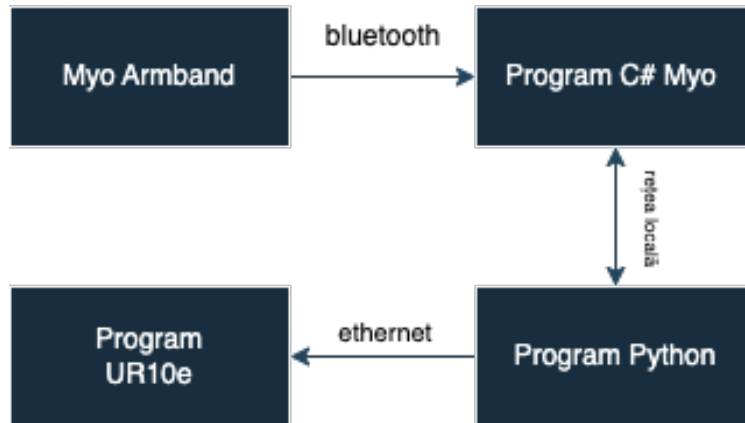 bluetooth
Myo Armband
Program C# Myo
rețea locală
ethernet
Program
UR10e
Program Python